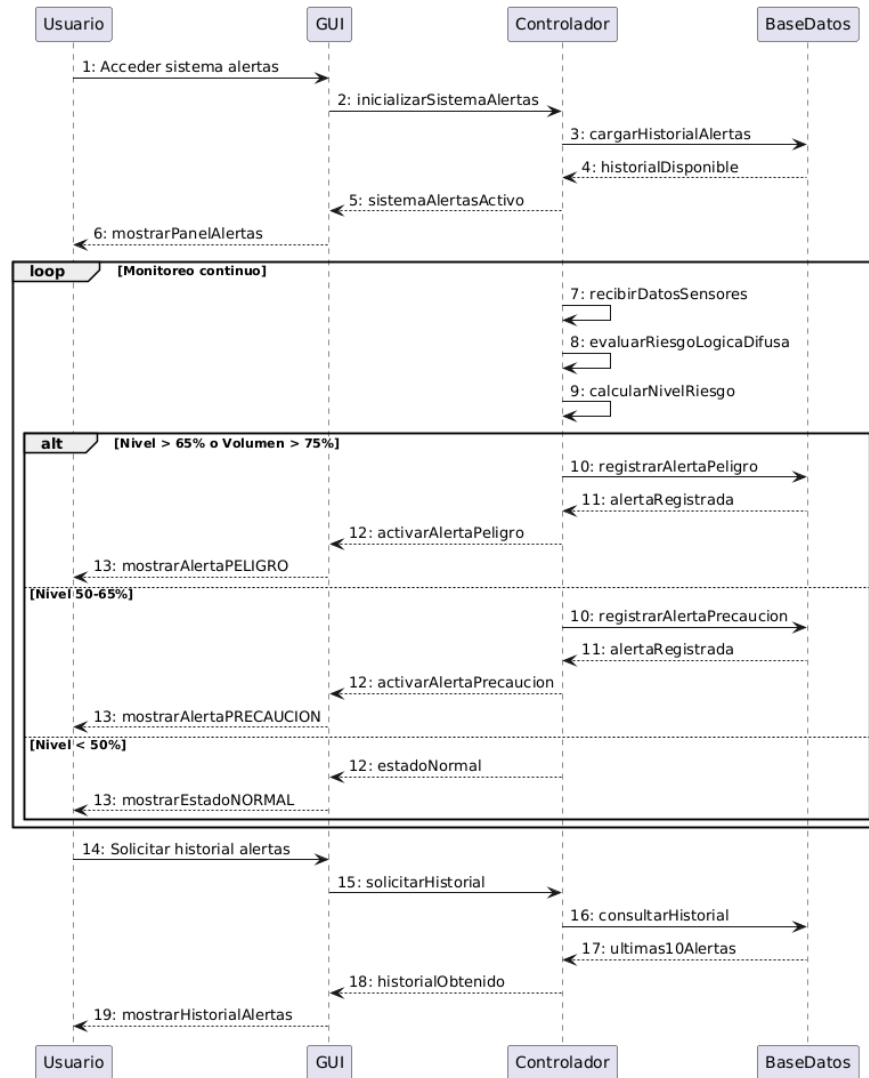 Usuario GUI Controlador BaseDatos
1: Acceder sistema alertas
2: inicializarSistemaAlertas
3: cargarHistorialAlertas
4: historialDisponible
5: sistemaAlertasActivo
6: mostrarPanelAlertas
loop [Monitoreo continuo]
7: recibirDatosSensores
8: evaluarRiesgoLogicaDifusa
9: calcularNivelRiesgo
alt [Nivel > 65% o Volumen > 75%]
10: registrarAlertaPeligro
11: alertaRegistrada
12: activarAlertaPeligro
13: mostrarAlertaPELIGRO
[Nivel 50-65%]
10: registrarAlertaPrecaucion
11: alertaRegistrada
12: activarAlertaPrecaucion
13: mostrarAlertaPRECAUCION
[Nivel < 50%]
12: estadoNormal
13: mostrarEstadoNORMAL
14: Solicitar historial alertas
15: solicitarHistorial
16: consultarHistorial
17: ultimas10Alertas
18: historialObtenido
19: mostrarHistorialAlertas
Usuario GUI Controlador BaseDatos